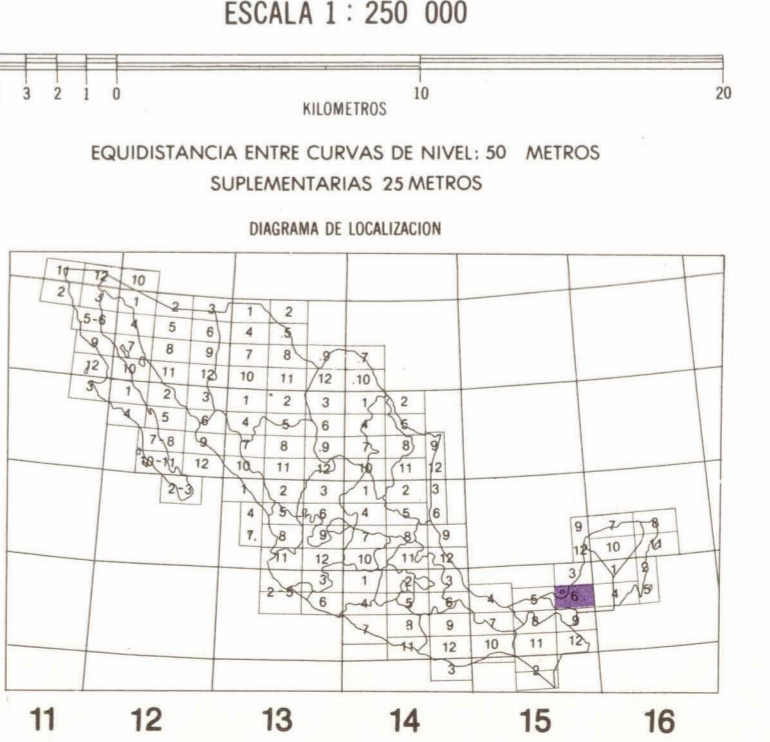 ESCALA 1 : 250 000
3 2 1 0 10 20
KILOMETROS
EQUIDISTANCIA ENTRE CURVAS DE NIVEL: 50 METROS
SUPLEMENTARIAS 25 METROS
DIAGRAMA DE LOCALIZACION
11 12 10
2 3 1 2 3 1 2
5-6 4 5 6 4 5
9 7 8 9 7 8 9 7
12 10 11 12 10 11 12 10
3 1 2 3 1 2 3 1 2
4 5 6 4 5 6 4 5
7-8 9 7 8 9 7 8 9
10-11 12 10 11 12 10 11 12
2-3 1 2 3 1 2 3
4 5 6 4 5 6
9 7 8
7 8 9 8 9
12 10 11
11 12 10 11 12
3 1 2
3 1 2 3
2-5 6 4 5 6 4 5 6 4 5
7 8 9 7 8 9
11 12 10 11 12
3 2
11 12 13 14 15 16